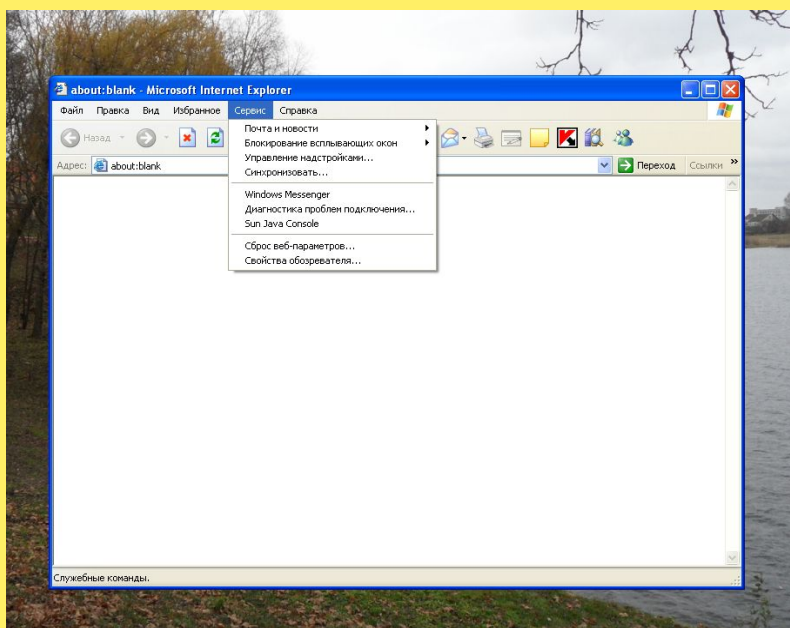 about:blank - Microsoft Internet Explorer
Файл Правка Вид Избранное Сервис Справка
Назад
Адрес: about:blank Переход Ссылки »
Почта и новости
Блокирование всплывающих окон
Управление надстройками...
Синхронизовать...
Windows Messenger
Диагностика проблем подключения...
Sun Java Console
Сброс веб-параметров...
Свойства обозревателя...
Служебные команды.